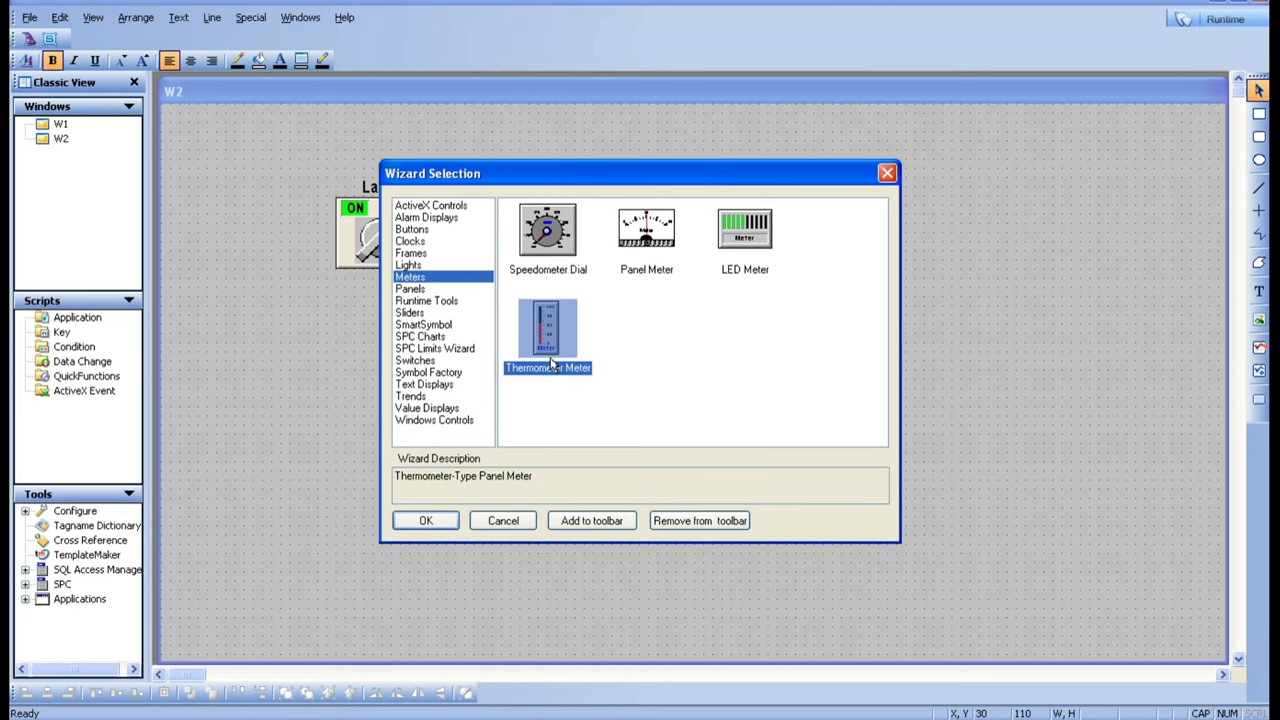 File Edit View Arrange Text Line Special Windows Help
Runtime
B I U A A A
Classic View
W2
Windows
W1
W2
La
ON
Wizard Selection
ActiveX Controls
Alarm Displays
Buttons
Clocks
Frames
Lights
Meters
Panels
Runtime Tools
Sliders
SmartSymbol
SPC Charts
SPC Limits Wizard
Switches
Symbol Factory
Text Displays
Trends
Value Displays
Windows Controls
Meter
Speedometer Dial Panel Meter LED Meter
Meter
Thermometer Meter
Wizard Description
Thermometer-Type Panel Meter
OK Cancel Add to toolbar Remove from toolbar
Scripts
Application
Key
Condition
Data Change
QuickFunctions
ActiveX Event
Tools
Configure
Tagname Dictionary
Cross Reference
TemplateMaker
SQL Access Manage
SPC
Applications
T
Ready X, Y 30 110 W, H CAP NUM SCRL